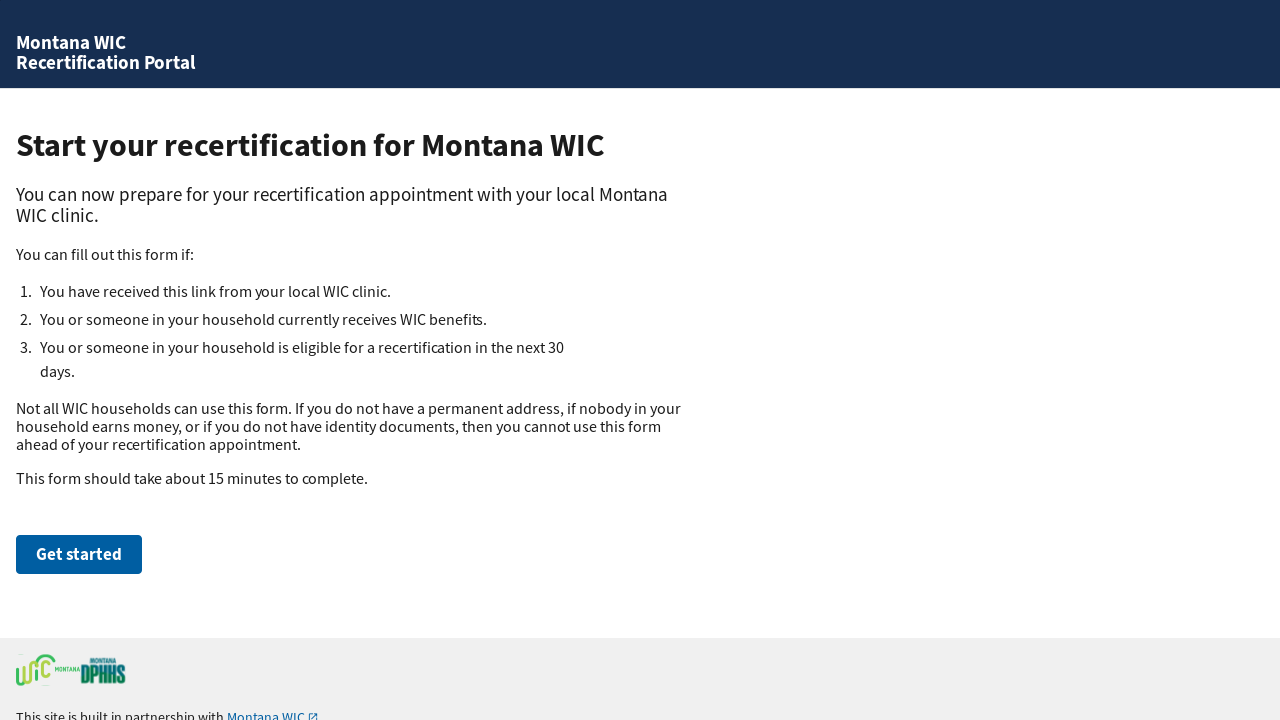 Montana WIC
Recertification Portal
Start your recertification for Montana WIC
You can now prepare for your recertification appointment with your local Montana
WIC clinic.
You can fill out this form if:
1. You have received this link from your local WIC clinic.
2. You or someone in your household currently receives WIC benefits.
3. You or someone in your household is eligible for a recertification in the next 30
days.
Not all WIC households can use this form. If you do not have a permanent address, if nobody in your
household earns money, or if you do not have identity documents, then you cannot use this form
ahead of your recertification appointment.
This form should take about 15 minutes to complete.
Get started
WIC MONTANA MONTANA DPHHS
This site is built in partnership with Montana WIC